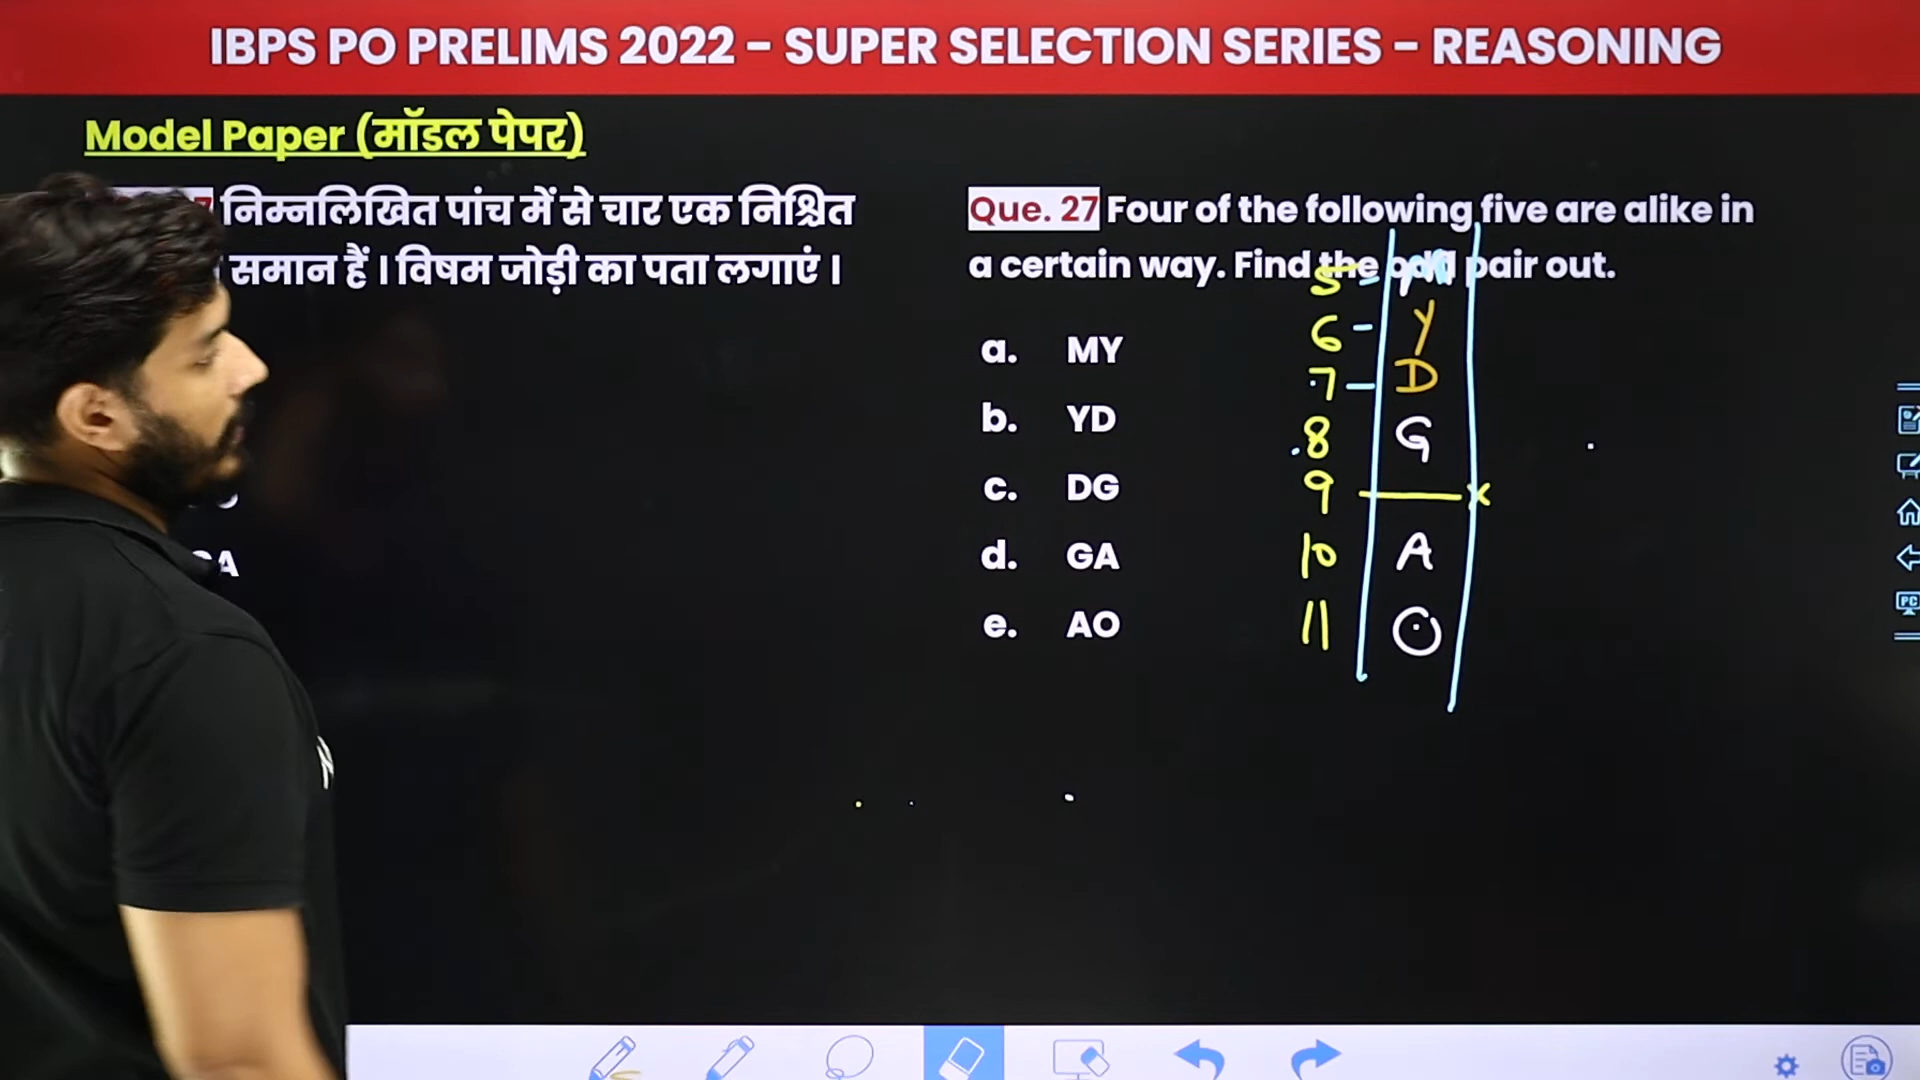 IBPS PO PRELIMS 2022 - SUPER SELECTION SERIES - REASONING
Model Paper (मॉडल पेपर)
निम्नलिखित पांच में से चार एक निश्चित
समान हैं । विषम जोड़ी का पता लगाएं ।
Que. 27 Four of the following five are alike in
a certain way. Find the odd pair out.
a. MY
b. YD
c. DG
d. GA
e. AO
5 - M
6 - Y
7 - D
8 G
9 x
10 A
11 O
PC